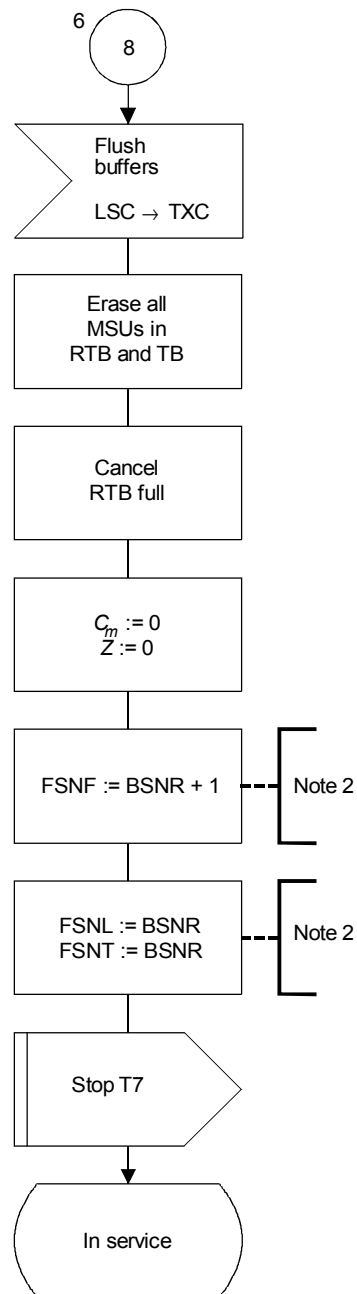 6
8
Flush
buffers
LSC → TXC
Erase all
MSUs in
RTB and TB
Cancel
RTB full
Cm := 0
Z := 0
FSNF := BSNR + 1
Note 2
FSNL := BSNR
FSNT := BSNR
Note 2
Stop T7
In service